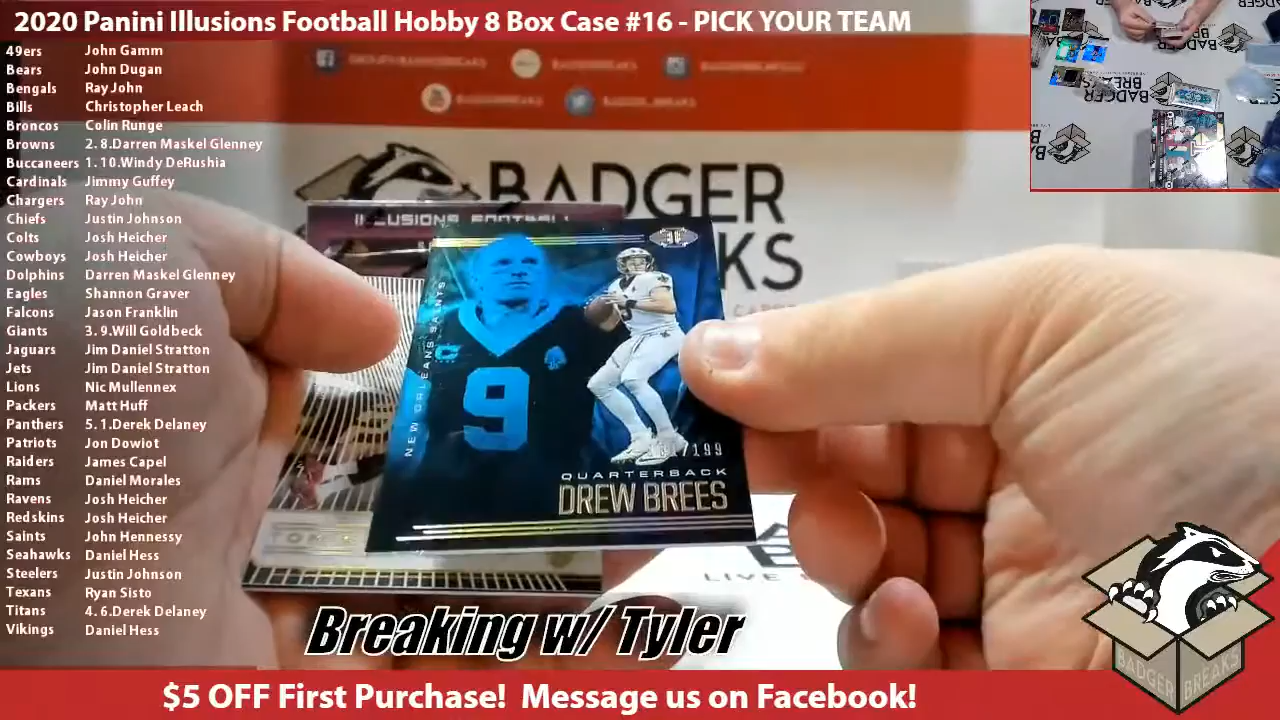 2020 Panini Illusions Football Hobby 8 Box Case #16 - PICK YOUR TEAM
49ers John Gamm
Bears John Dugan
Bengals Ray John
Bills Christopher Leach
Broncos Colin Runge
Browns 2. 8.Darren Maskel Glenney
Buccaneers 1. 10.Windy DeRushia
Cardinals Jimmy Guffey
Chargers Ray John
Chiefs Justin Johnson
Colts Josh Heicher
Cowboys Josh Heicher
Dolphins Darren Maskel Glenney
Eagles Shannon Graver
Falcons Jason Franklin
Giants 3. 9.Will Goldbeck
Jaguars Jim Daniel Stratton
Jets Jim Daniel Stratton
Lions Nic Mullennex
Packers Matt Huff
Panthers 5. 1.Derek Delaney
Patriots Jon Dowiot
Raiders James Capel
Rams Daniel Morales
Ravens Josh Heicher
Redskins Josh Heicher
Saints John Hennessy
Seahawks Daniel Hess
Steelers Justin Johnson
Texans Ryan Sisto
Titans 4. 6.Derek Delaney
Vikings Daniel Hess
BADGER
BREAKS
BADGER
KS
ILLUSIONS FOOTBALL
NEW ORLEANS SAINTS
C
9
/199
QUARTERBACK
DREW BREES
TOM
LIVE
Breaking w/ Tyler
BADGER BREAKS
$5 OFF First Purchase! Message us on Facebook!